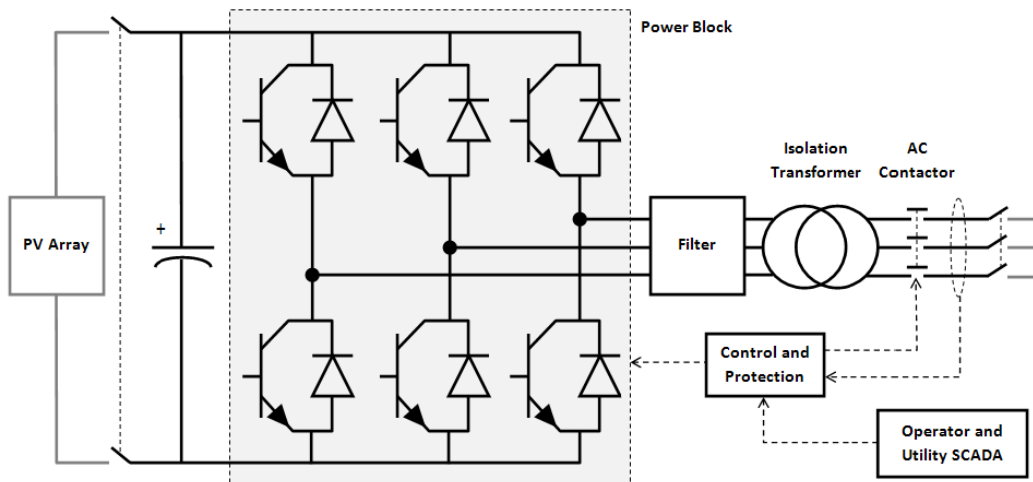 Power Block
Isolation
Transformer
AC
Contactor
PV Array
+
Filter
Control and
Protection
Operator and
Utility SCADA